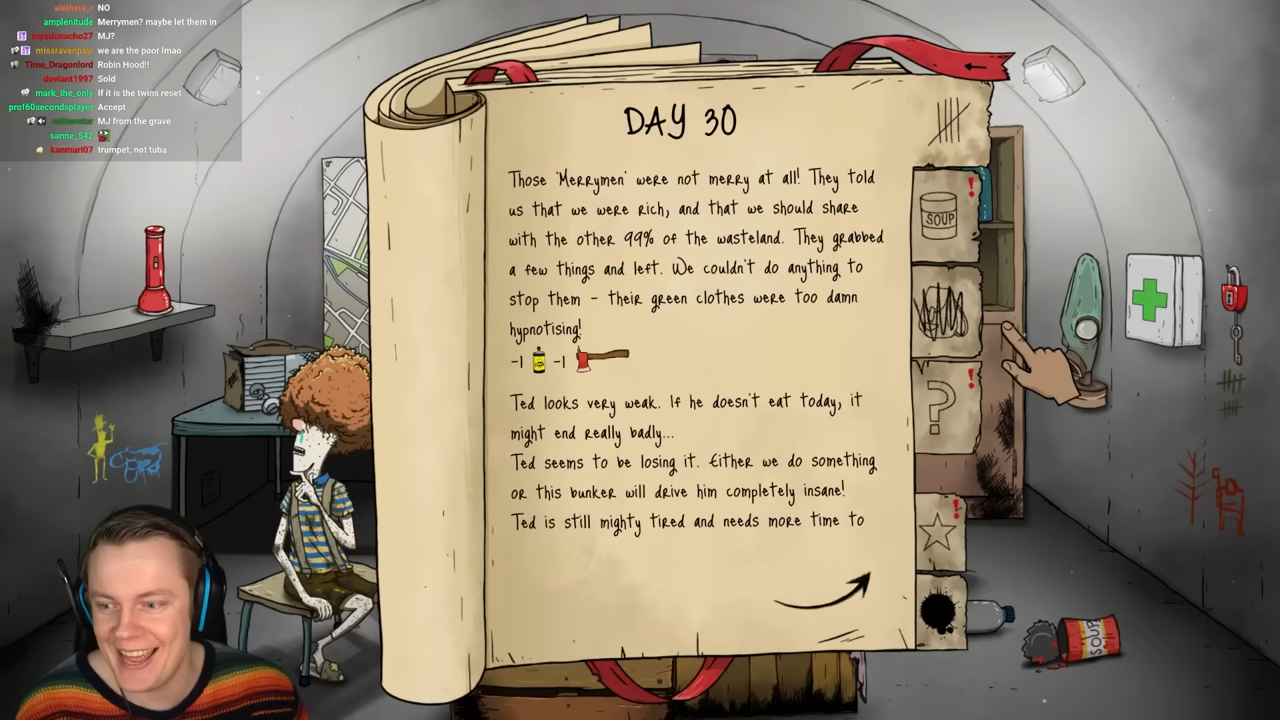 aletheia_r NO
amplenitude Merrymen? maybe let them in
mysticnacho27 MJ?
missravenpaw we are the poor lmao
Time_Dragonlord Robin Hood!!
deviant1997 Sold
mark_the_only If it is the twins reset
prof60secondsplayer Accept
MJ from the grave
sanne_542
kanmuri07 trumpet, not tuba
DAY 30
Those 'Merrymen' were not merry at all! They told
us that we were rich, and that we should share
with the other 99% of the wasteland. They grabbed
a few things and left. We couldn't do anything to
stop them - their green clothes were too damn
hypnotising!
-1 -1
Ted looks very weak. If he doesn't eat today, it
might end really badly...
Ted seems to be losing it. Either we do something
or this bunker will drive him completely insane!
Ted is still mighty tired and needs more time to
SOUP
!
?
!
!
SOUP